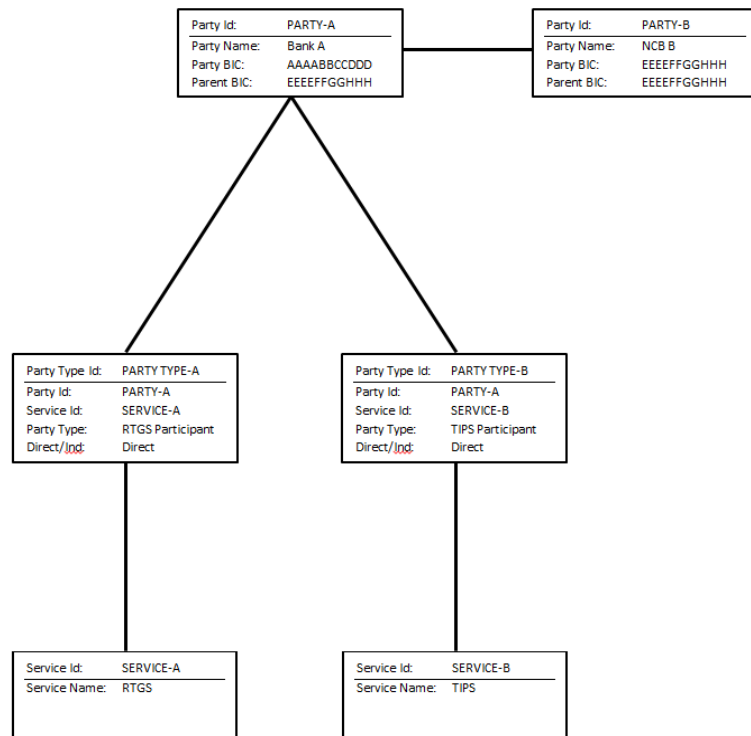 Party Id: PARTY-A
Party Name: Bank A
Party BIC: AAAABBCCDDD
Parent BIC: EEEEFFGGHHH
Party Id: PARTY-B
Party Name: NCB B
Party BIC: EEEEFFGGHHH
Parent BIC: EEEEFFGGHHH
Party Type Id: PARTY TYPE-A
Party Id: PARTY-A
Service Id: SERVICE-A
Party Type: RTGS Participant
Direct/Ind: Direct
Party Type Id: PARTY TYPE-B
Party Id: PARTY-A
Service Id: SERVICE-B
Party Type: TIPS Participant
Direct/Ind: Direct
Service Id: SERVICE-A
Service Name: RTGS
Service Id: SERVICE-B
Service Name: TIPS